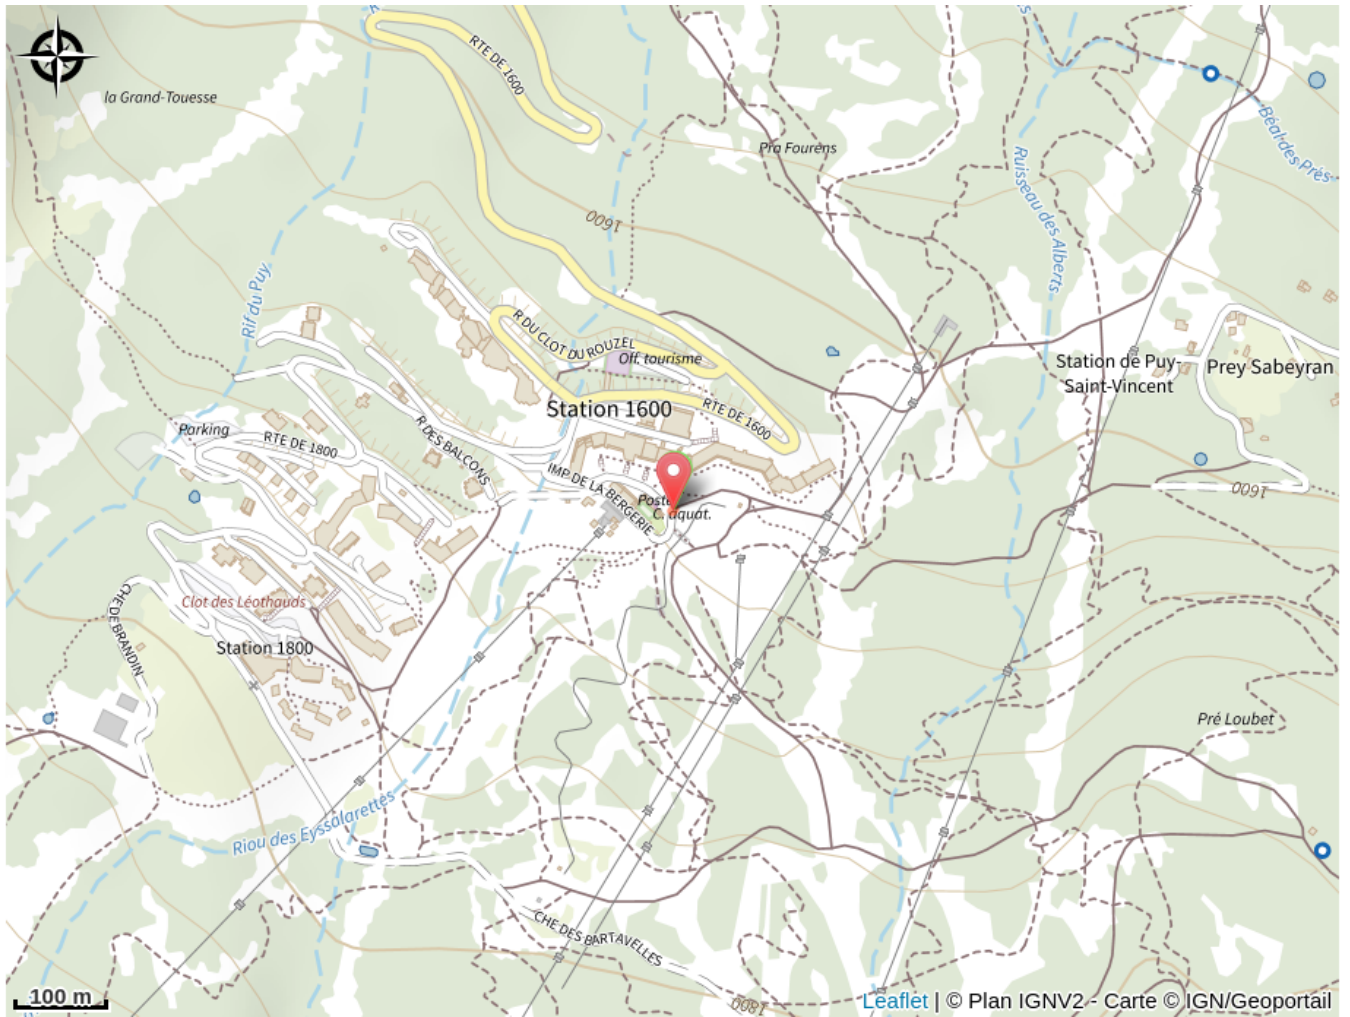 RTE DE 1600
la Grand-Touesse
Béal des Prés
Pra Fourens
Ruisseau des Alberts
1600
Rif du Puy
R DU CLOT DU ROUZEL
Off. tourisme
Station de Puy-
Saint-Vincent
Prey Sabeyran
Station 1600
RTE DE 1600
Parking
RTE DE 1800
R DES BALCONS
IMP DE LA BERGERIE
Poste
C. aquat.
1600
CHE DE BRANDIN
Clot des Léothauds
Station 1800
Pré Loubet
Riou des Eyssalarettes
CHE DES BARTAVELLES
1800
100 m
Leaflet | © Plan IGNV2 - Carte © IGN/Geoportail